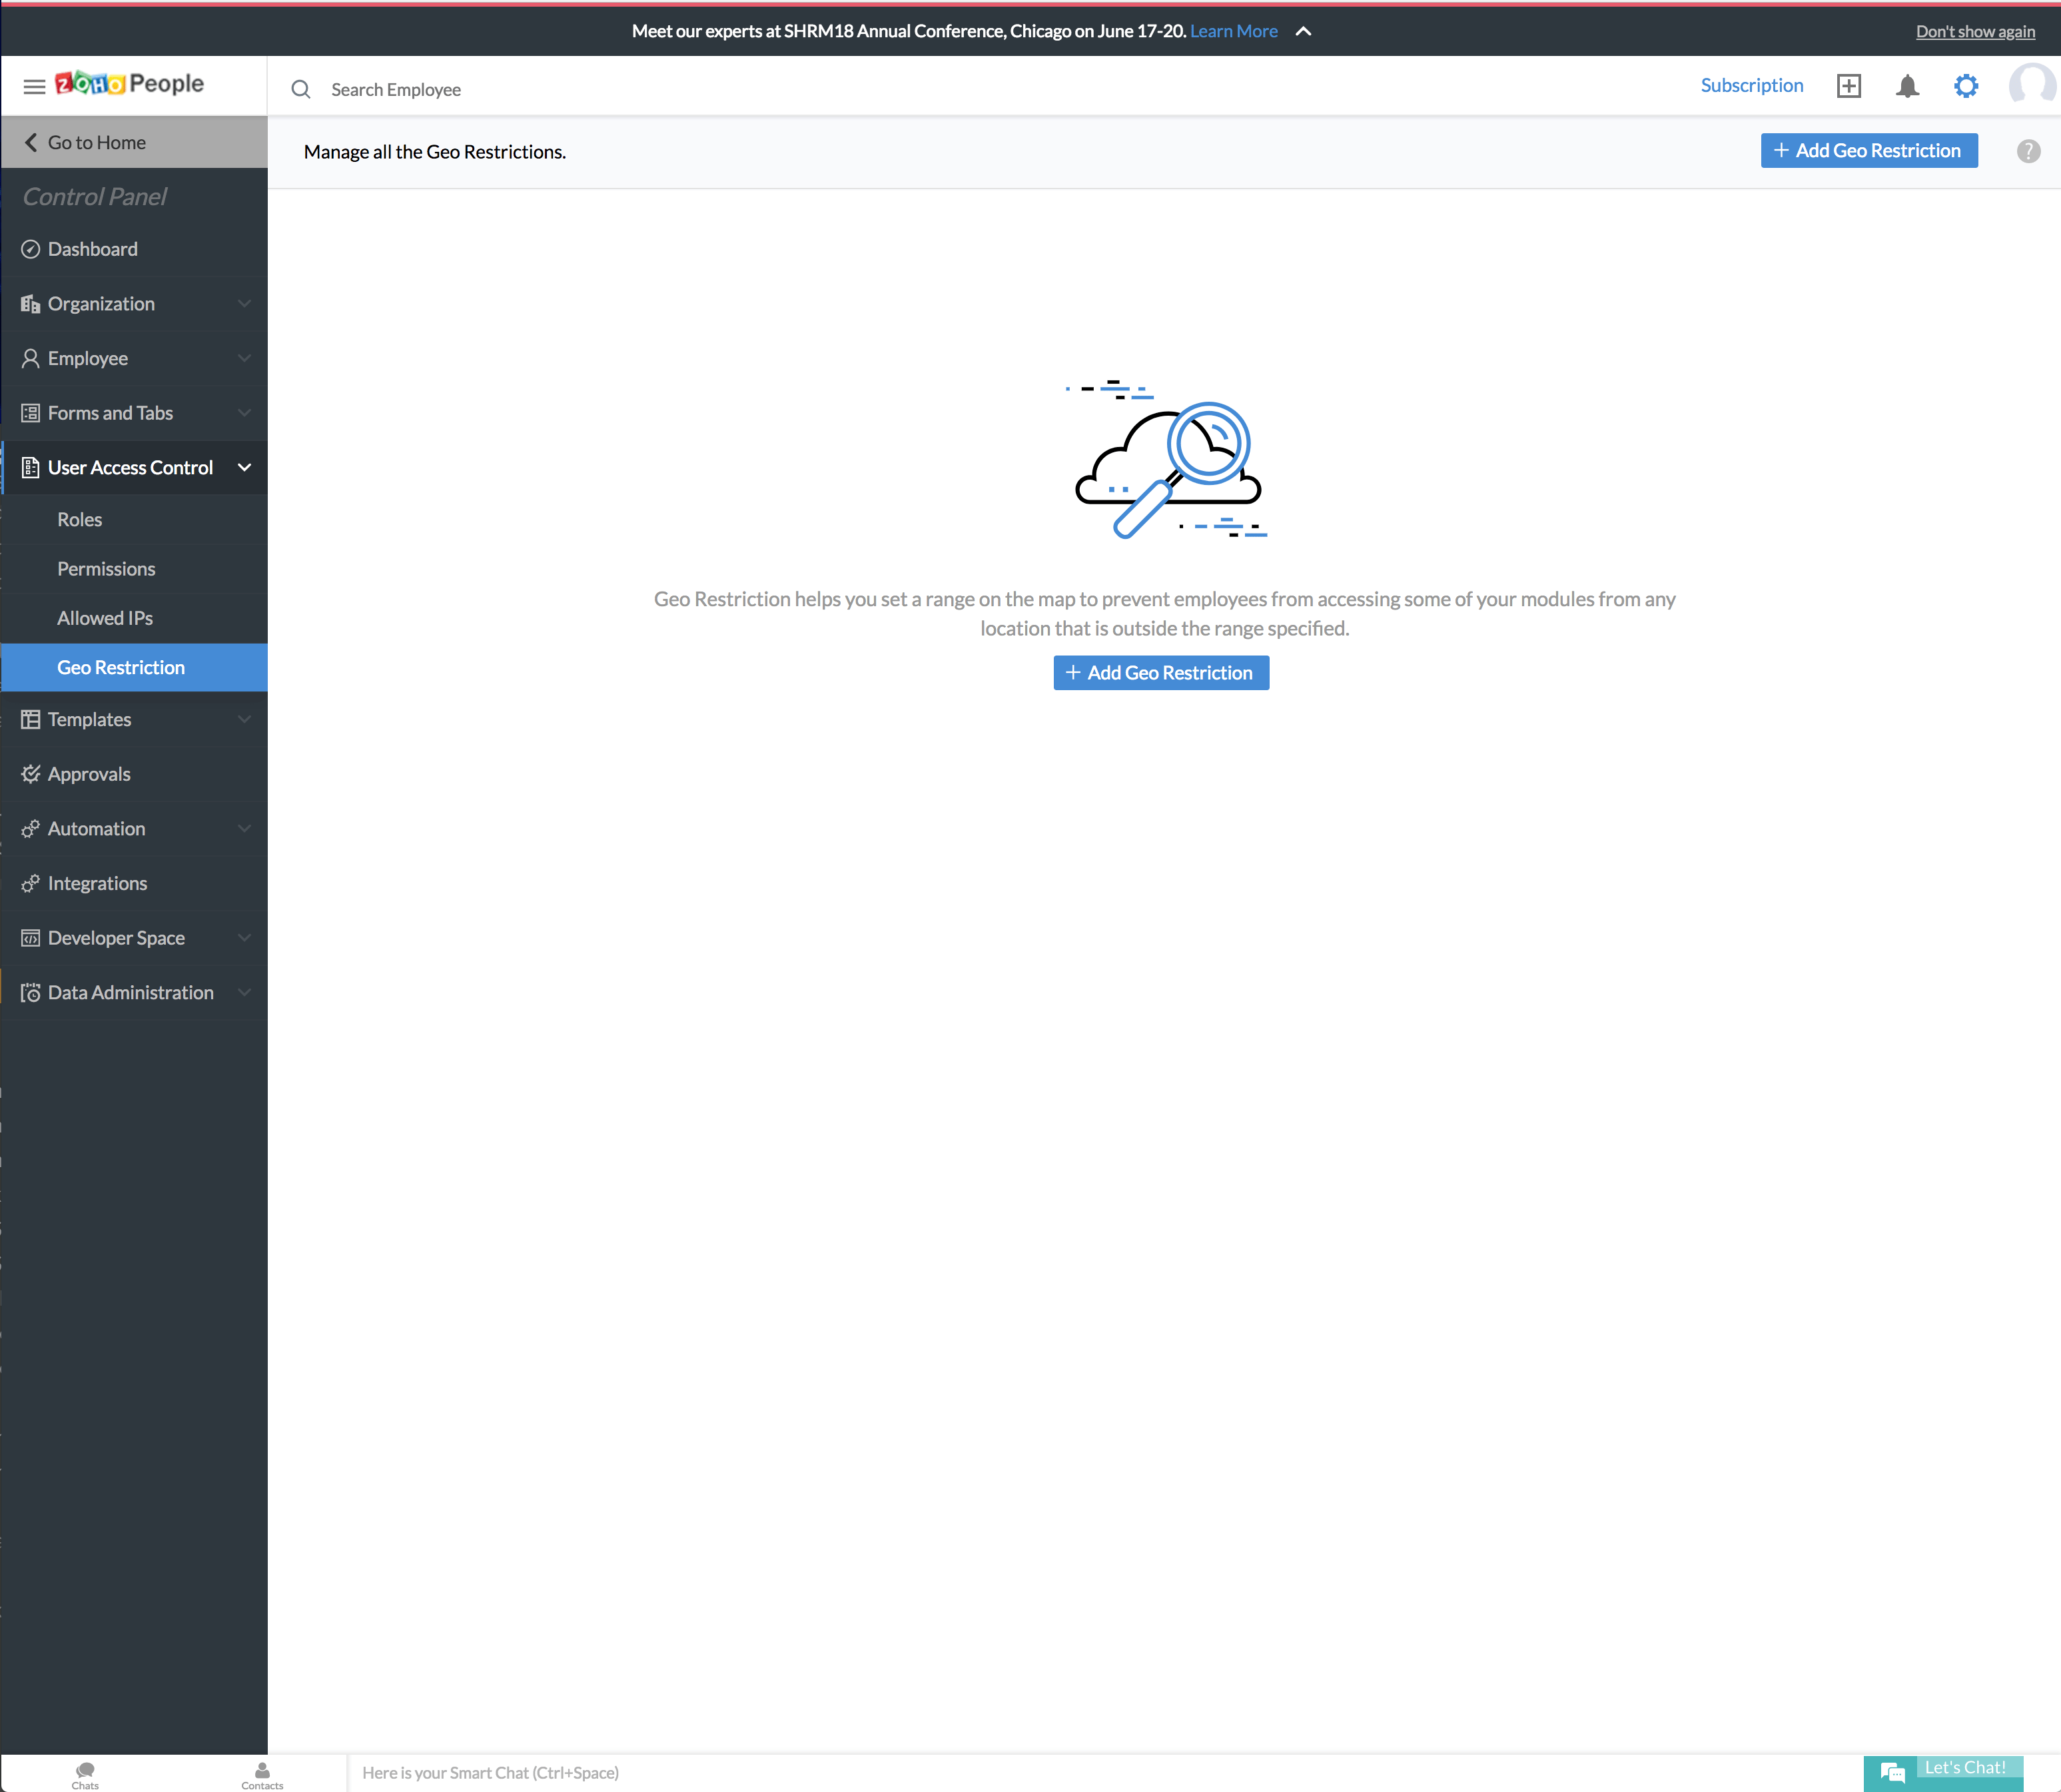 Meet our experts at SHRM18 Annual Conference, Chicago on June 17-20. Learn More
Don't show again
ZOHO People
Search Employee
Subscription
Go to Home
Manage all the Geo Restrictions.
+ Add Geo Restriction
?
Control Panel
Dashboard
Organization
Employee
Forms and Tabs
User Access Control
Roles
Permissions
Allowed IPs
Geo Restriction
Templates
Approvals
Automation
Integrations
Developer Space
Data Administration
Geo Restriction helps you set a range on the map to prevent employees from accessing some of your modules from any
location that is outside the range specified.
+ Add Geo Restriction
Chats
Contacts
Here is your Smart Chat (Ctrl+Space)
Let's Chat!